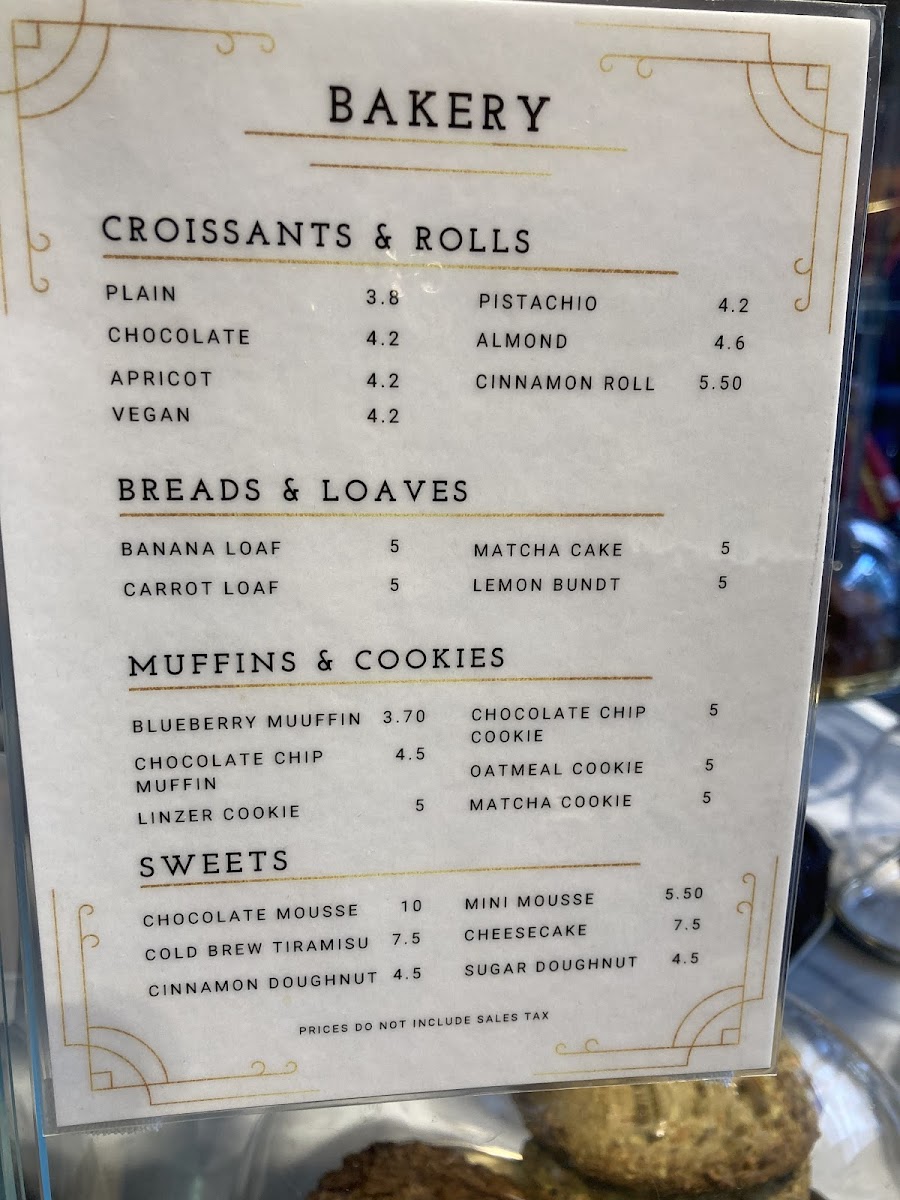 BAKERY
CROISSANTS & ROLLS
PLAIN 3.8
CHOCOLATE 4.2
APRICOT 4.2
VEGAN 4.2
PISTACHIO 4.2
ALMOND 4.6
CINNAMON ROLL 5.50
BREADS & LOAVES
BANANA LOAF 5
CARROT LOAF 5
MATCHA CAKE 5
LEMON BUNDT 5
MUFFINS & COOKIES
BLUEBERRY MUUFFIN 3.70
CHOCOLATE CHIP 4.5
MUFFIN
LINZER COOKIE 5
CHOCOLATE CHIP 5
COOKIE
OATMEAL COOKIE 5
MATCHA COOKIE 5
SWEETS
CHOCOLATE MOUSSE 10
COLD BREW TIRAMISU 7.5
CINNAMON DOUGHNUT 4.5
MINI MOUSSE 5.50
CHEESECAKE 7.5
SUGAR DOUGHNUT 4.5
PRICES DO NOT INCLUDE SALES TAX